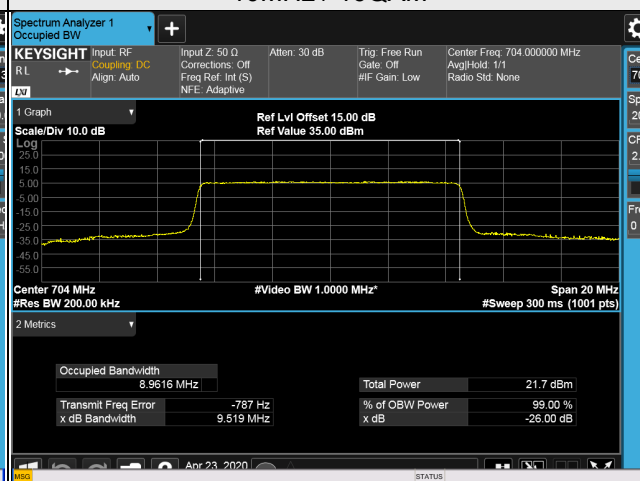 Spectrum Analyzer 1
Occupied BW
KEYSIGHT
RL
LXI
Input: RF
Coupling: DC
Align: Auto
Input Z: 50 Ω
Corrections: Off
Freq Ref: Int (S)
NFE: Adaptive
Atten: 30 dB
Trig: Free Run
Gate: Off
#IF Gain: Low
Center Freq: 704.000000 MHz
Avg|Hold: 1/1
Radio Std: None
1 Graph
Scale/Div 10.0 dB
Ref Lvl Offset 15.00 dB
Ref Value 35.00 dBm
Log
25.0
15.0
5.00
-5.00
-15.0
-25.0
-35.0
-45.0
-55.0
Center 704 MHz
#Video BW 1.0000 MHz*
Span 20 MHz
#Res BW 200.00 kHz
#Sweep 300 ms (1001 pts)
2 Metrics
Occupied Bandwidth
8.9616 MHz
Total Power 21.7 dBm
Transmit Freq Error -787 Hz
% of OBW Power 99.00 %
x dB Bandwidth 9.519 MHz
x dB -26.00 dB
Apr 23, 2020
MSG
STATUS